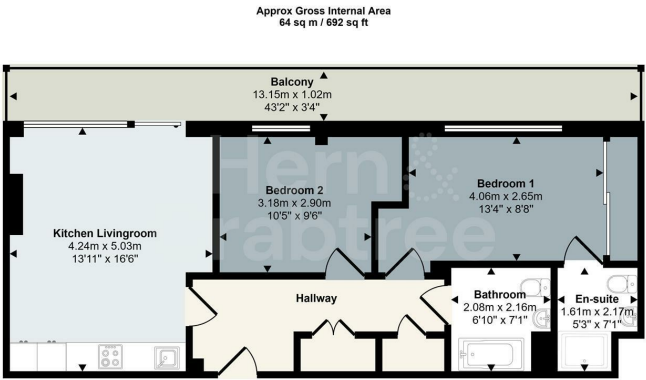 Approx Gross Internal Area
64 sq m / 692 sq ft
Balcony
13.15m x 1.02m
43'2" x 3'4"
Hern &
Crabtree
Kitchen Livingroom
4.24m x 5.03m
13'11" x 16'6"
Bedroom 2
3.18m x 2.90m
10'5" x 9'6"
Bedroom 1
4.06m x 2.65m
13'4" x 8'8"
Hallway
Bathroom
2.08m x 2.16m
6'10" x 7'1"
En-suite
1.61m x 2.17m
5'3" x 7'1"